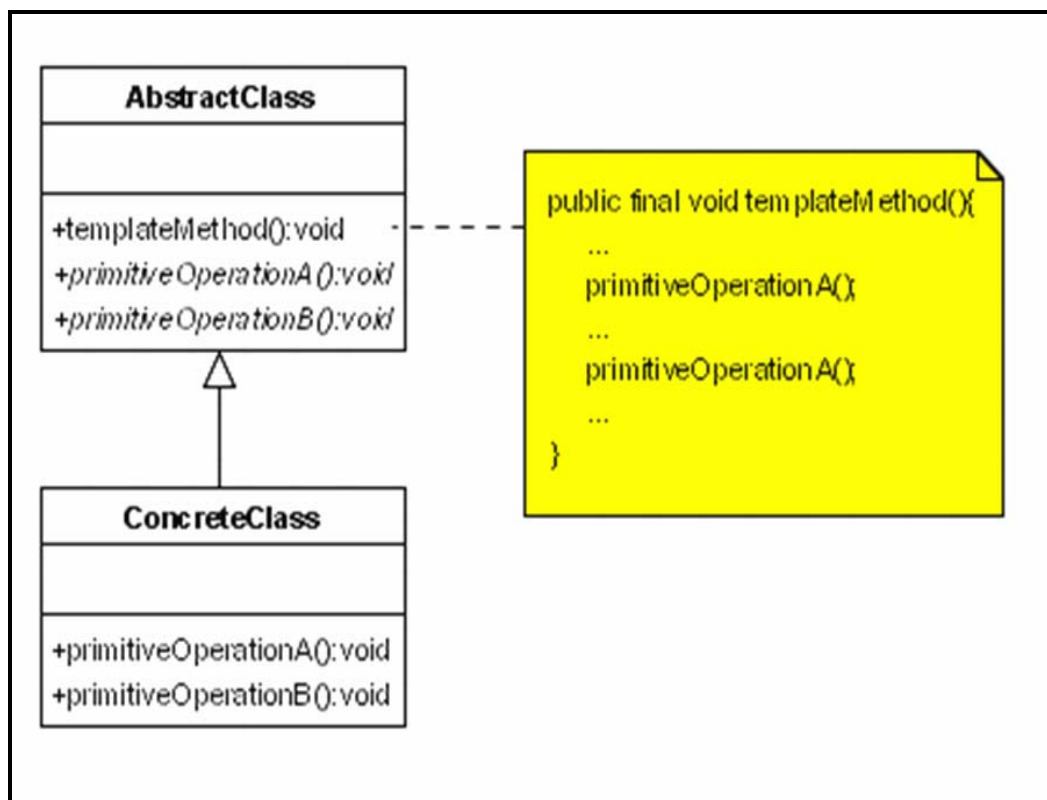 AbstractClass
+templateMethod():void
+primitiveOperationA():void
+primitiveOperationB():void
public final void templateMethod(){
...
primitiveOperationA();
...
primitiveOperationA();
...
}
ConcreteClass
+primitiveOperationA():void
+primitiveOperationB():void